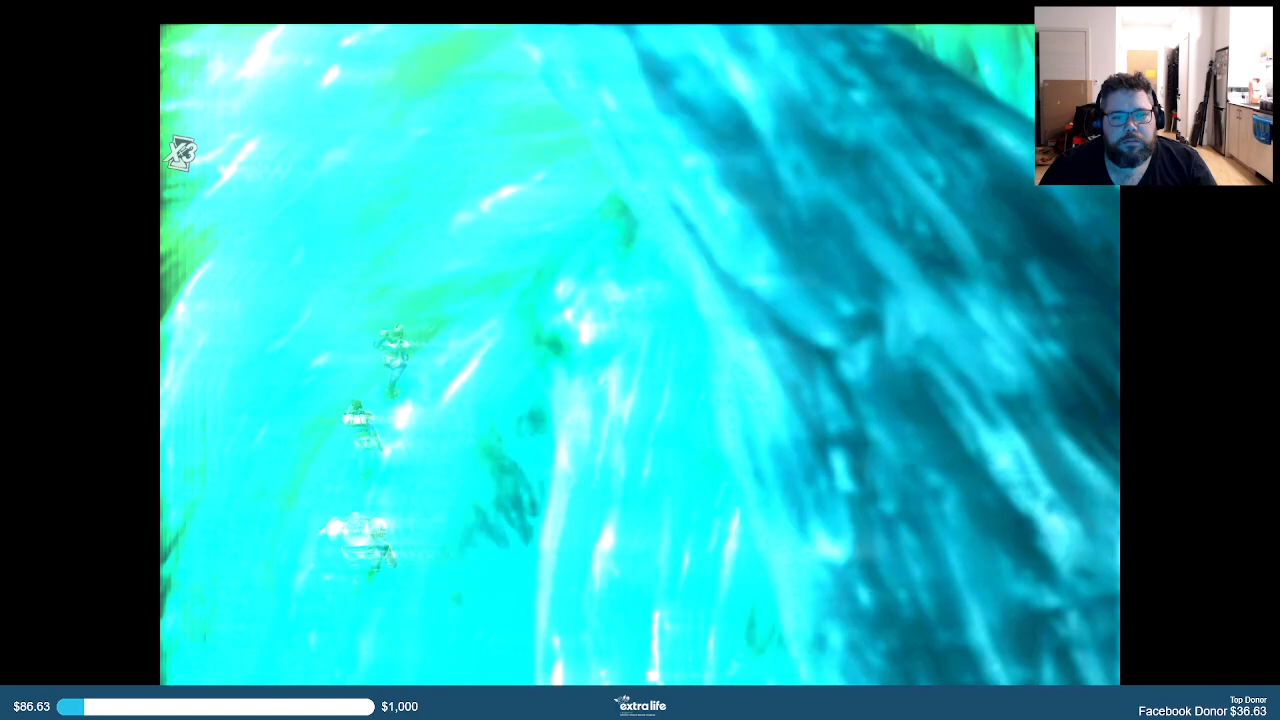 X3
$86.63
$1,000
extra life
Top Donor
Facebook Donor $36.63